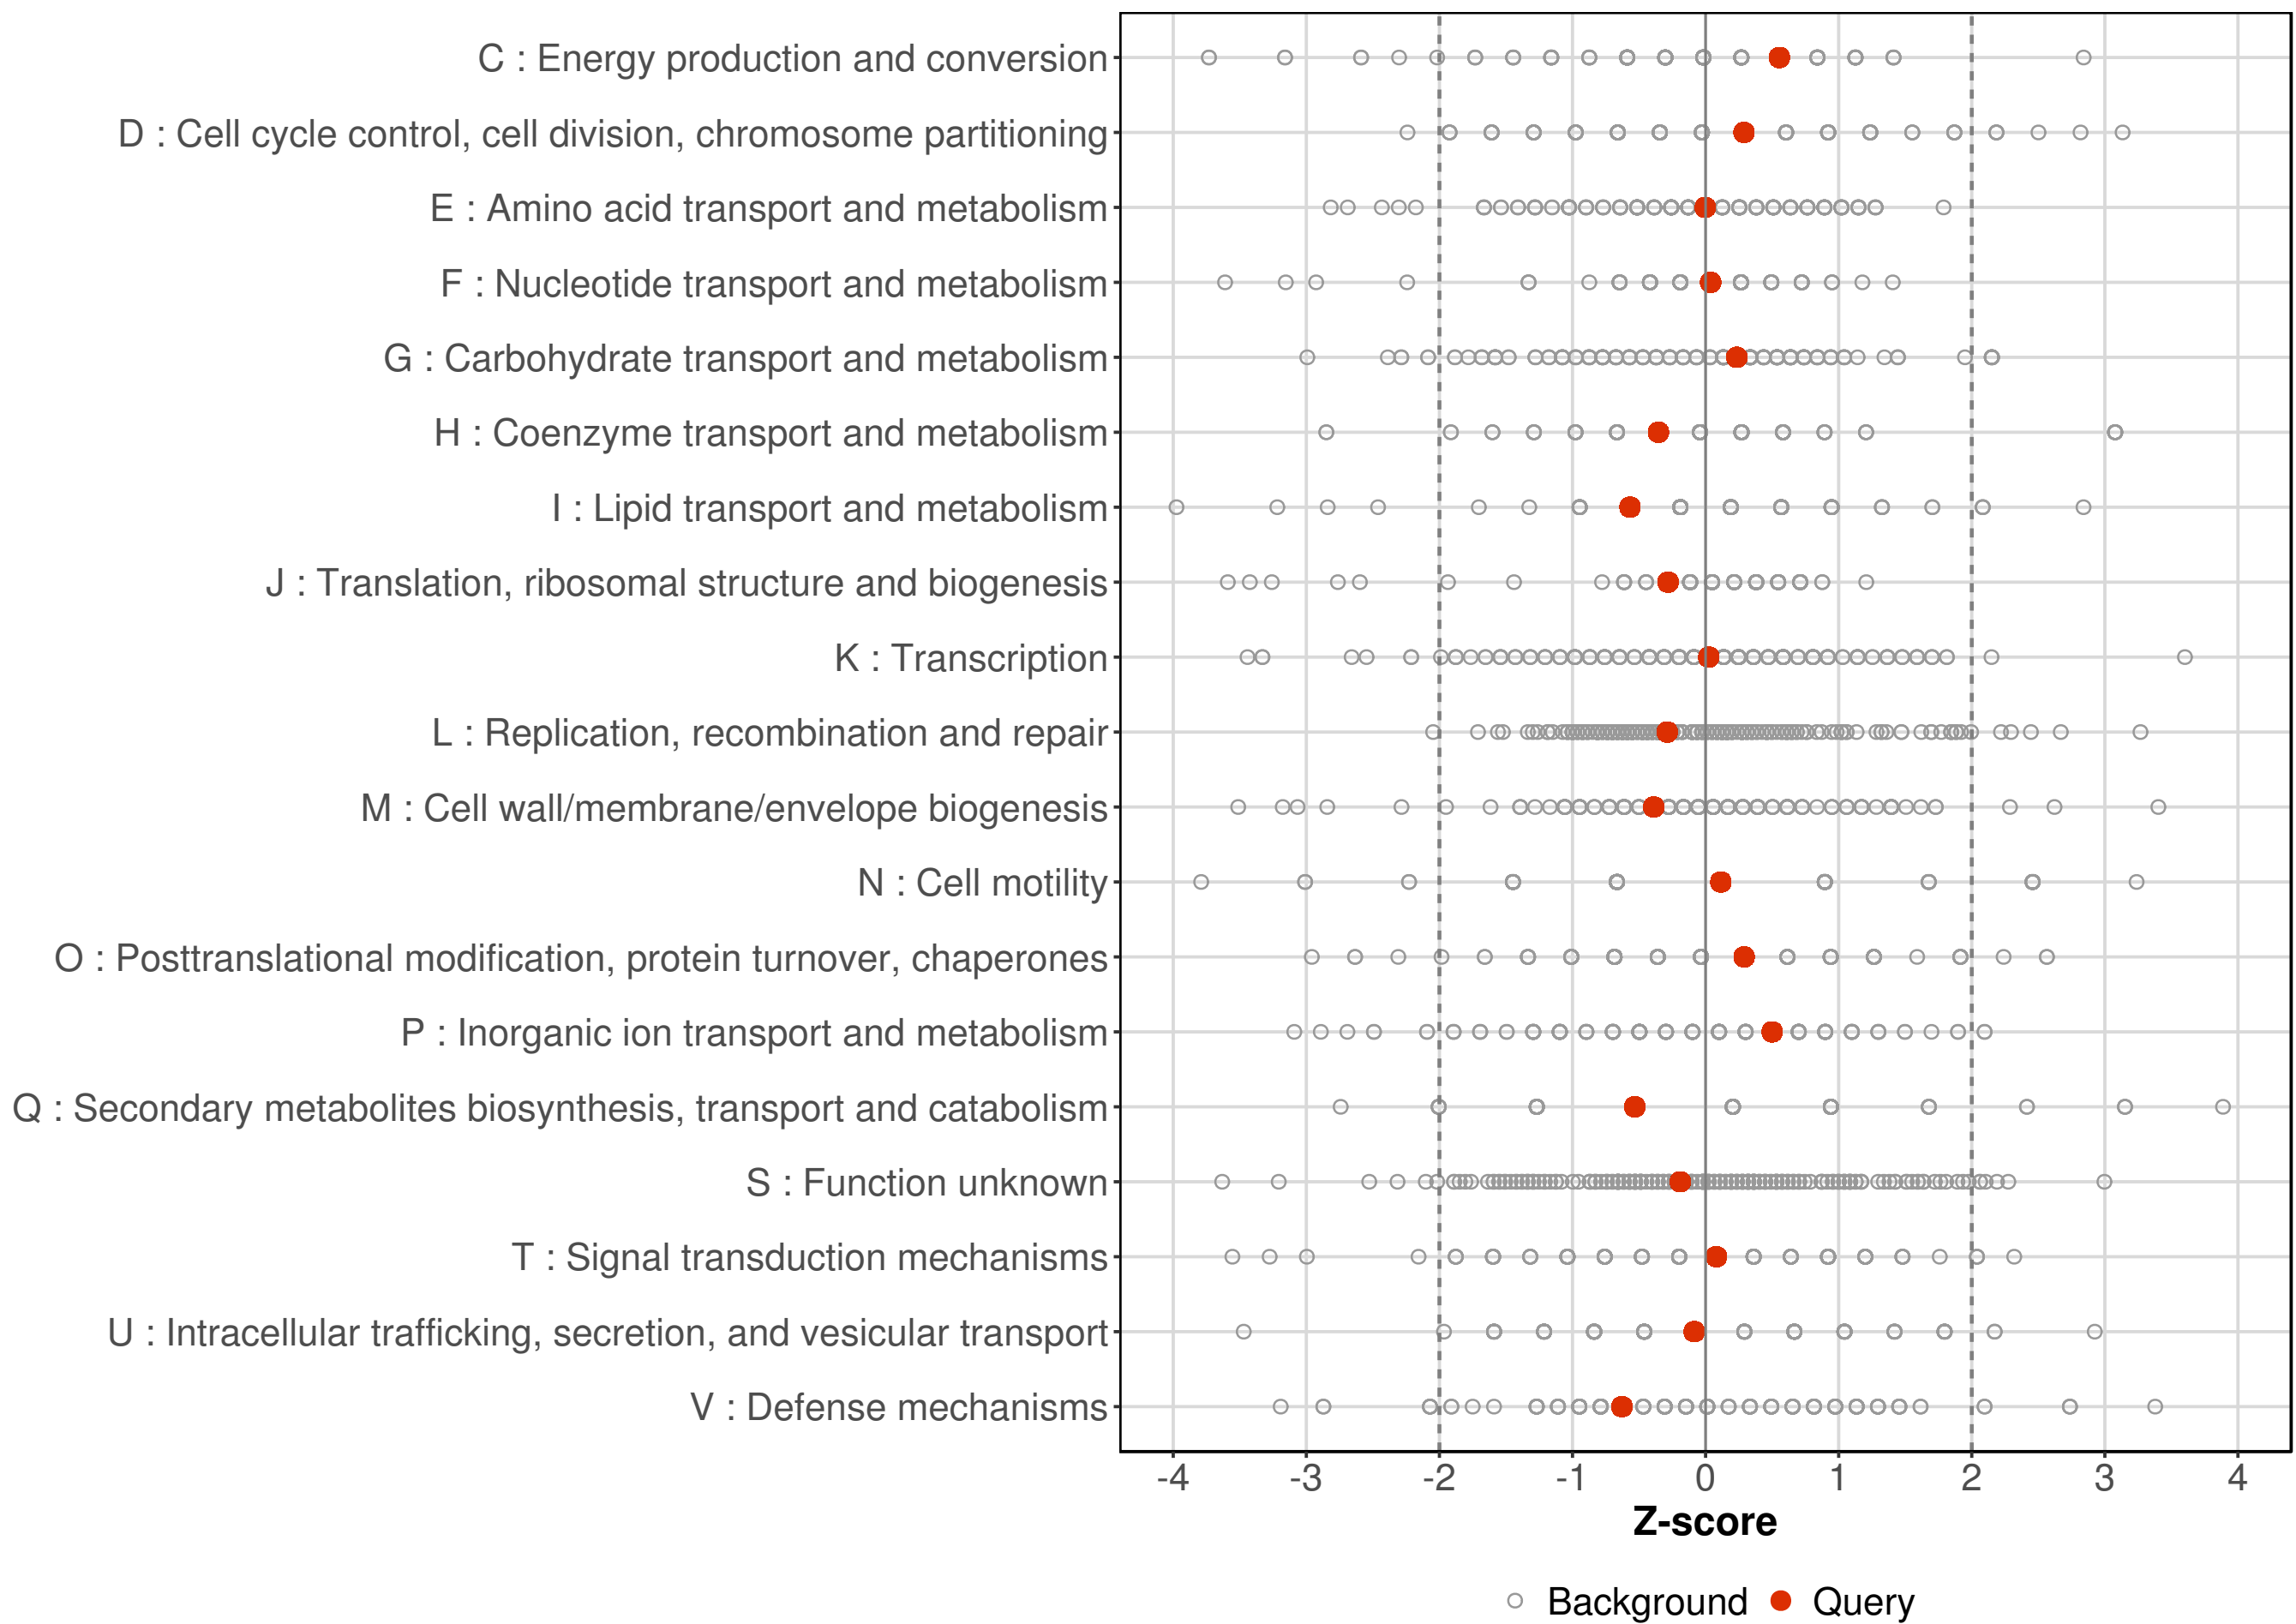 C : Energy production and conversion
D : Cell cycle control, cell division, chromosome partitioning
E : Amino acid transport and metabolism
F : Nucleotide transport and metabolism
G : Carbohydrate transport and metabolism
H : Coenzyme transport and metabolism
I : Lipid transport and metabolism
J : Translation, ribosomal structure and biogenesis
K : Transcription
L : Replication, recombination and repair
M : Cell wall/membrane/envelope biogenesis
N : Cell motility
O : Posttranslational modification, protein turnover, chaperones
P : Inorganic ion transport and metabolism
Q : Secondary metabolites biosynthesis, transport and catabolism
S : Function unknown
T : Signal transduction mechanisms
U : Intracellular trafficking, secretion, and vesicular transport
V : Defense mechanisms
-4 -3 -2 -1 0 1 2 3 4
Z-score
Background Query